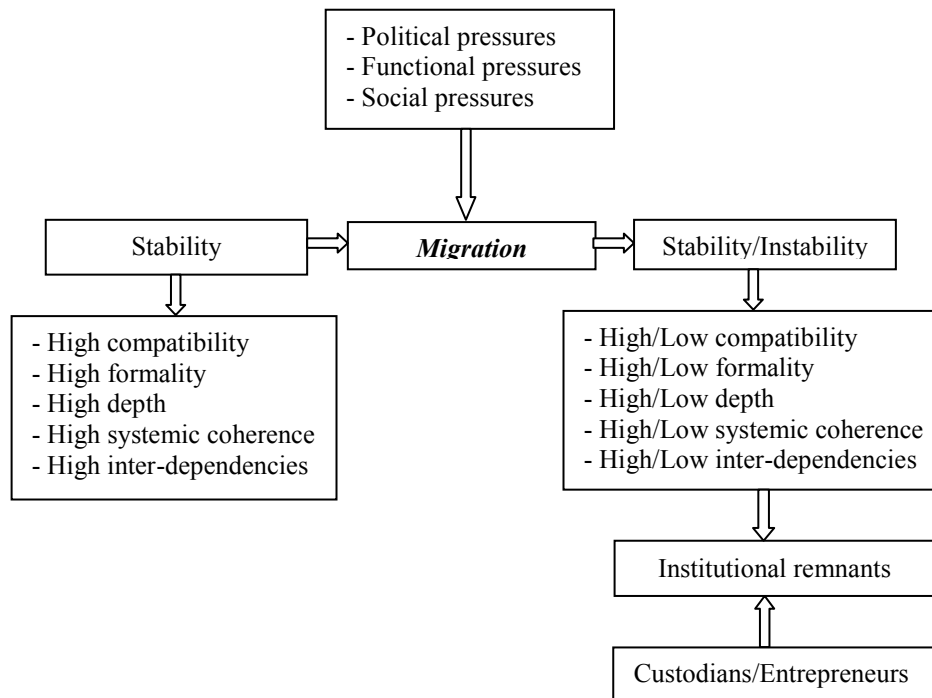 - Political pressures
- Functional pressures
- Social pressures
Stability
Migration
Stability/Instability
- High compatibility
- High formality
- High depth
- High systemic coherence
- High inter-dependencies
- High/Low compatibility
- High/Low formality
- High/Low depth
- High/Low systemic coherence
- High/Low inter-dependencies
Institutional remnants
Custodians/Entrepreneurs